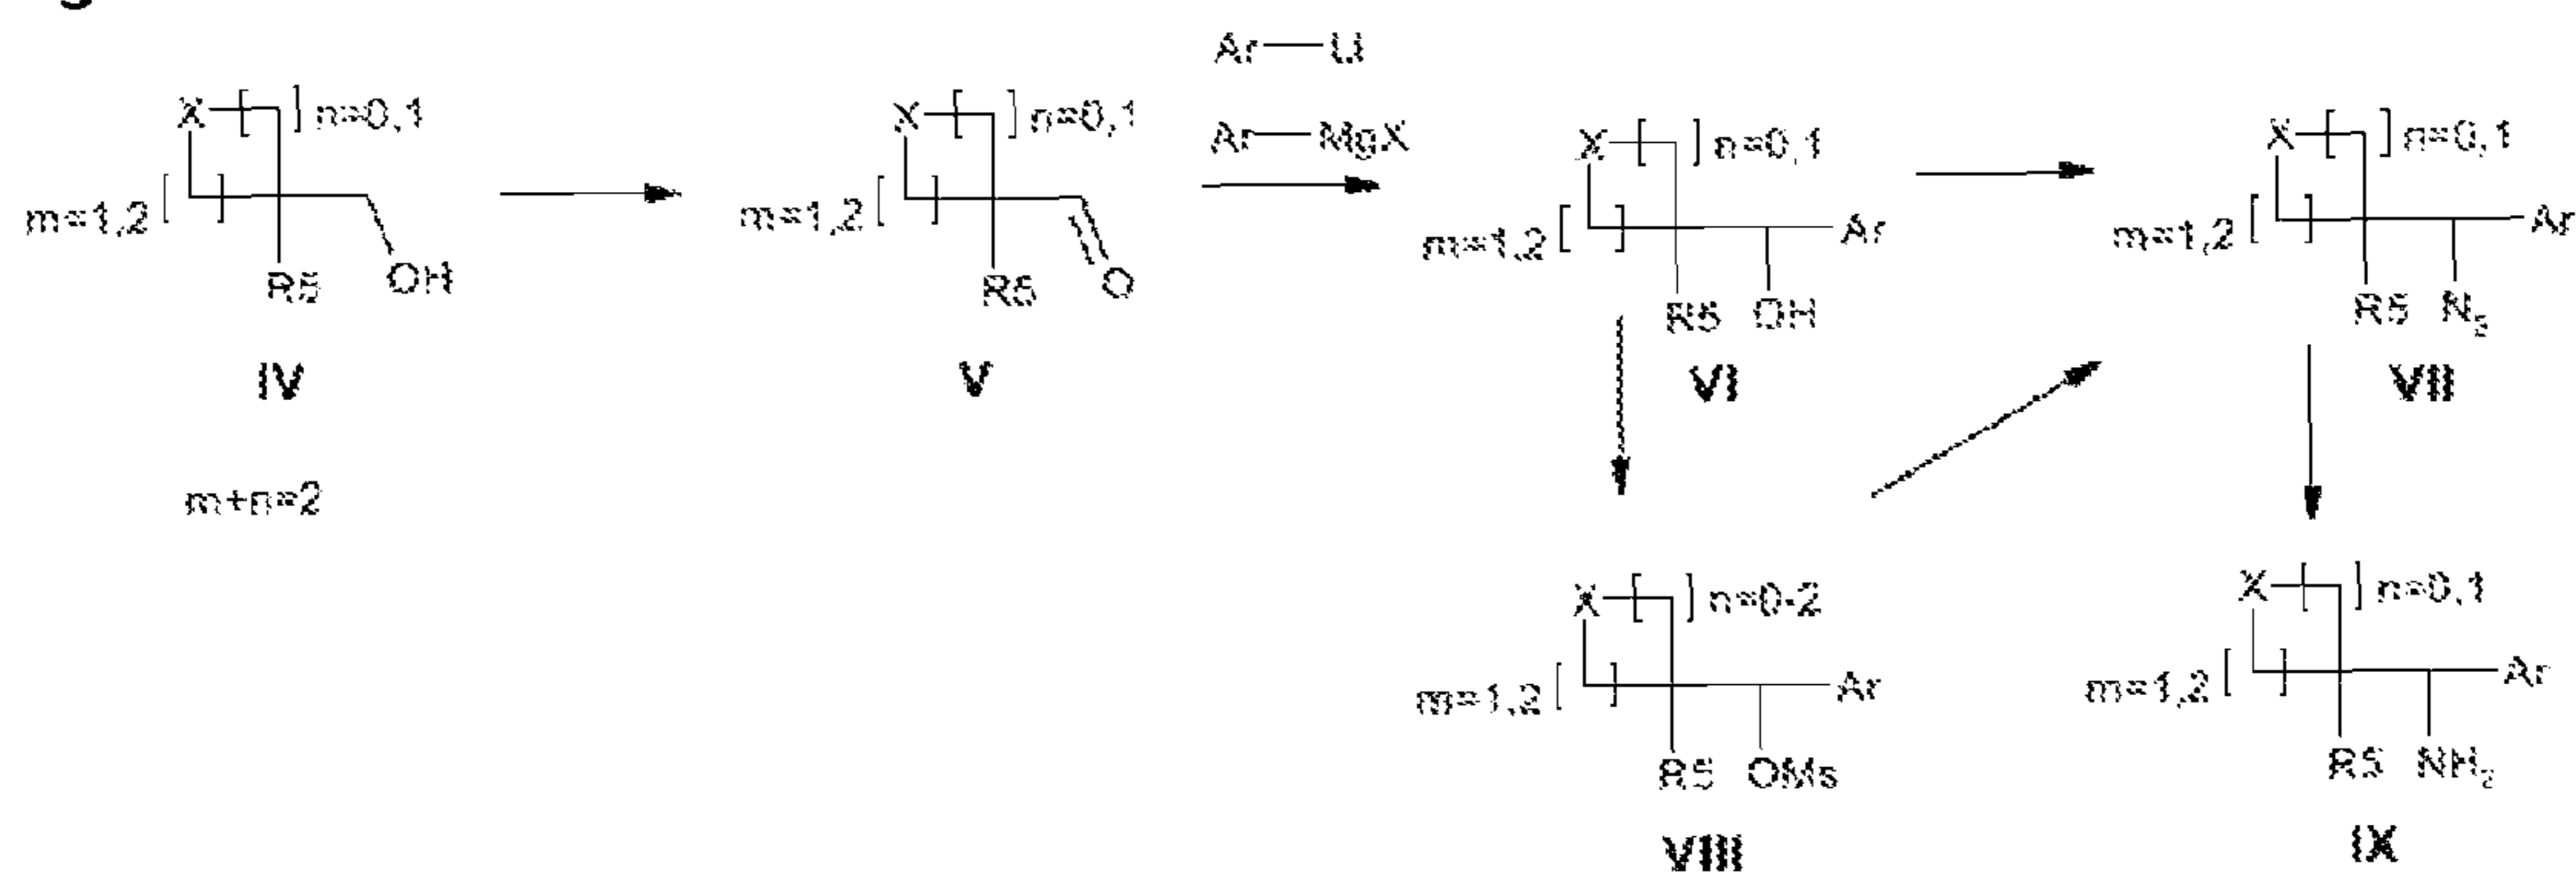 Ar—Li
Ar—MgX
X [ ] n=0,1
m=1,2 [ ]
R5 OH
IV
m+n=2
X [ ] n=0,1
m=1,2 [ ]
R5 O
V
X [ ] n=0,1
m=1,2 [ ] Ar
R5 OH
VI
X [ ] n=0,1
m=1,2 [ ] Ar
R5 N3
VII
X [ ] n=0-2
m=1,2 [ ] Ar
R5 OMs
VIII
X [ ] n=0,1
m=1,2 [ ] Ar
R5 NH2
IX